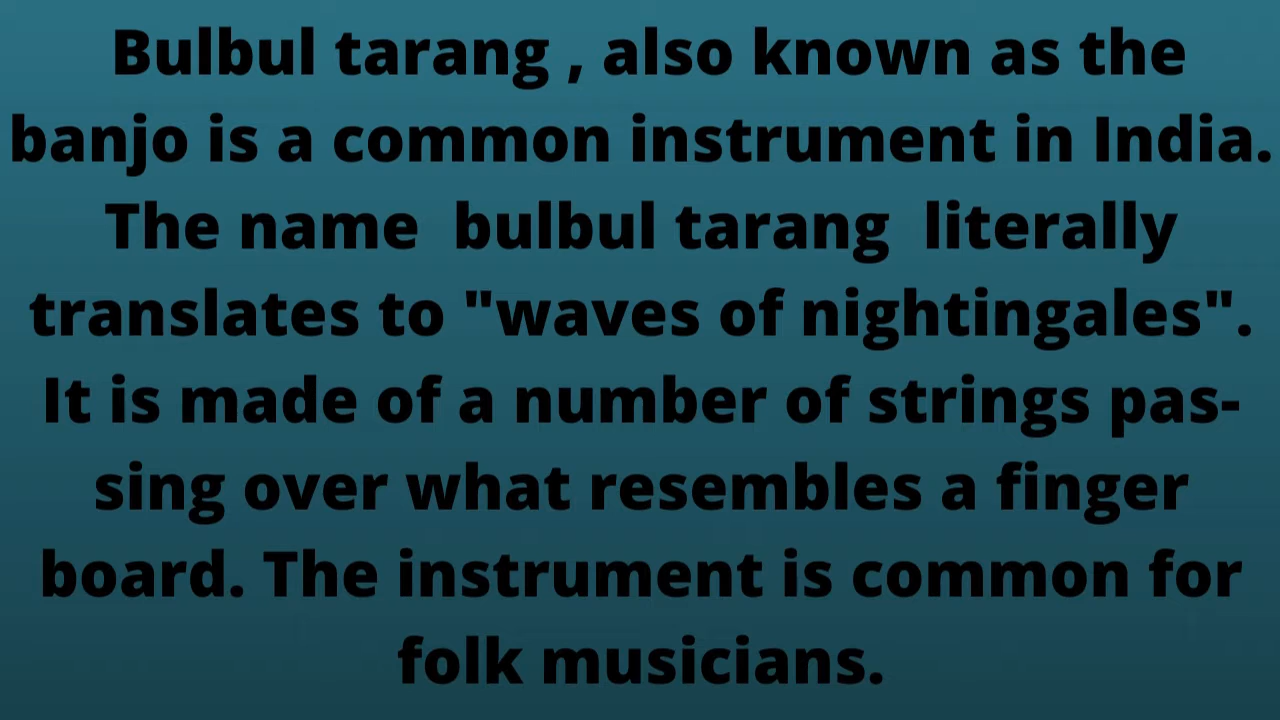 Bulbul tarang , also known as the
banjo is a common instrument in India.
The name  bulbul tarang  literally
translates to "waves of nightingales".
It is made of a number of strings pas-
sing over what resembles a finger
board. The instrument is common for
folk musicians.